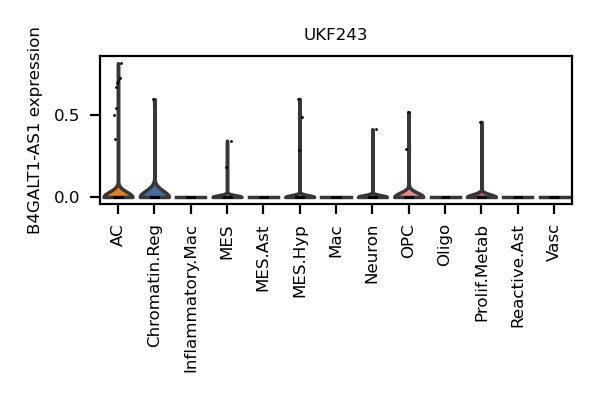 UKF243
B4GALT1-AS1 expression
0.5
0.0
AC
Chromatin.Reg
Inflammatory.Mac
MES
MES.Ast
MES.Hyp
Mac
Neuron
OPC
Oligo
Prolif.Metab
Reactive.Ast
Vasc